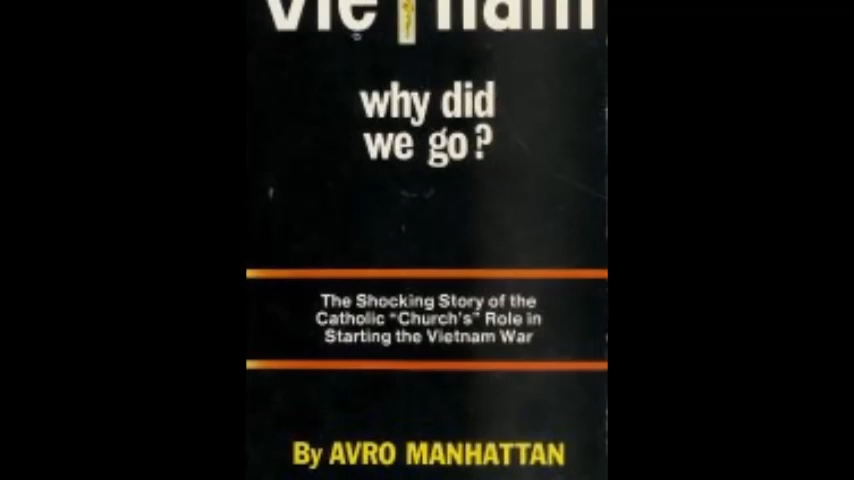 Vietnam
why did
we go?
The Shocking Story of the
Catholic "Church's" Role in
Starting the Vietnam War
By AVRO MANHATTAN